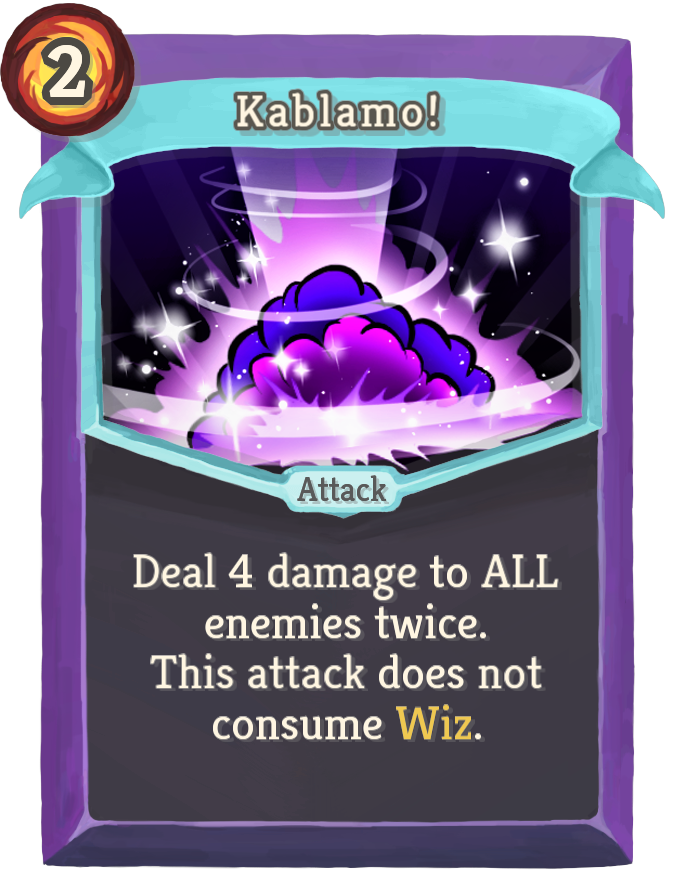 2
Kablamo!
Attack
Deal 4 damage to ALL
enemies twice.
This attack does not
consume Wiz.